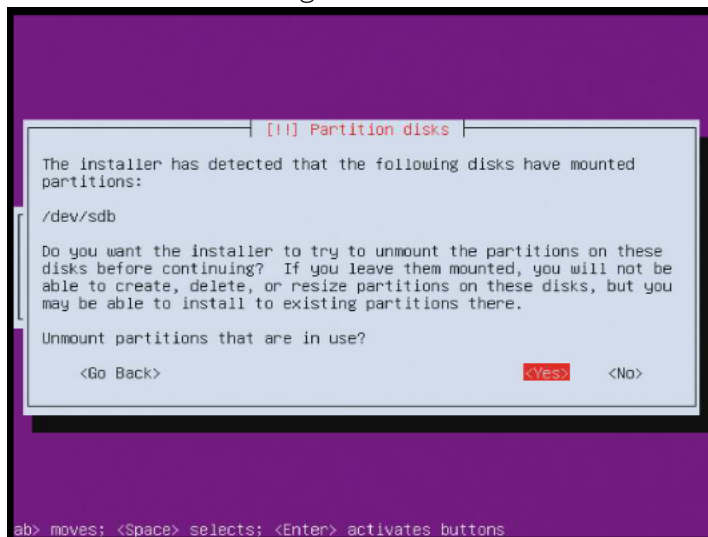 [!!] Partition disks
The installer has detected that the following disks have mounted
partitions:
/dev/sdb
Do you want the installer to try to unmount the partitions on these
disks before continuing?  If you leave them mounted, you will not be
able to create, delete, or resize partitions on these disks, but you
may be able to install to existing partitions there.
Unmount partitions that are in use?
<Go Back> <Yes> <No>
ab> moves; <Space> selects; <Enter> activates buttons